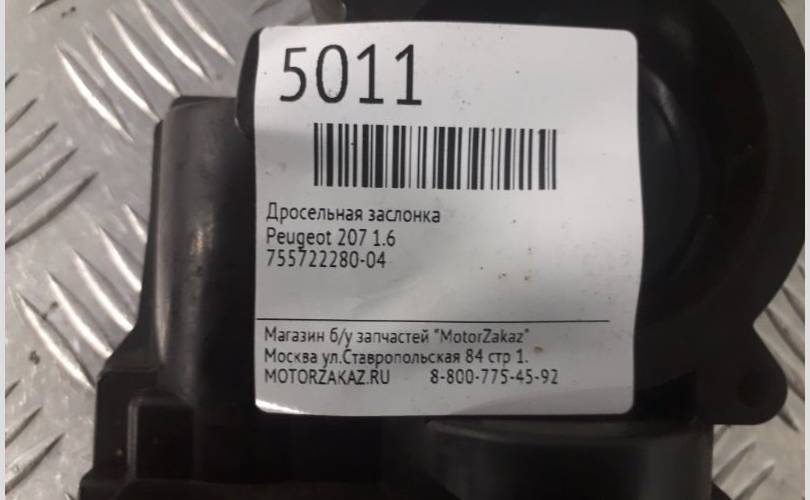 5011
Дросельная заслонка
Peugeot 207 1.6
755722280-04
Магазин б/у запчастей "MotorZakaz"
Москва ул.Ставропольская 84 стр 1.
MOTORZAKAZ.RU 8-800-775-45-92